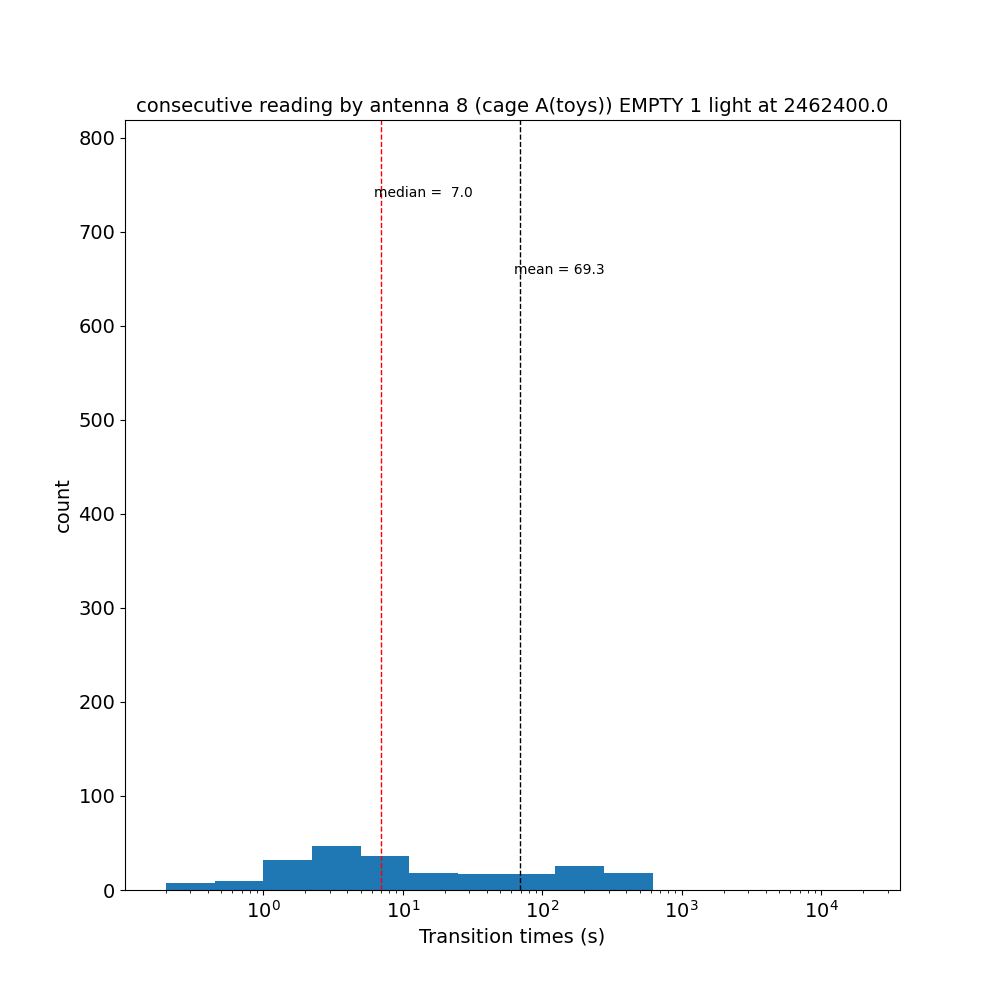 consecutive reading by antenna 8 (cage A(toys)) EMPTY 1 light at 2462400.0
800
median =  7.0
700
mean = 69.3
600
500
count
400
300
200
100
0
10⁰ 10¹ 10² 10³ 10⁴
Transition times (s)